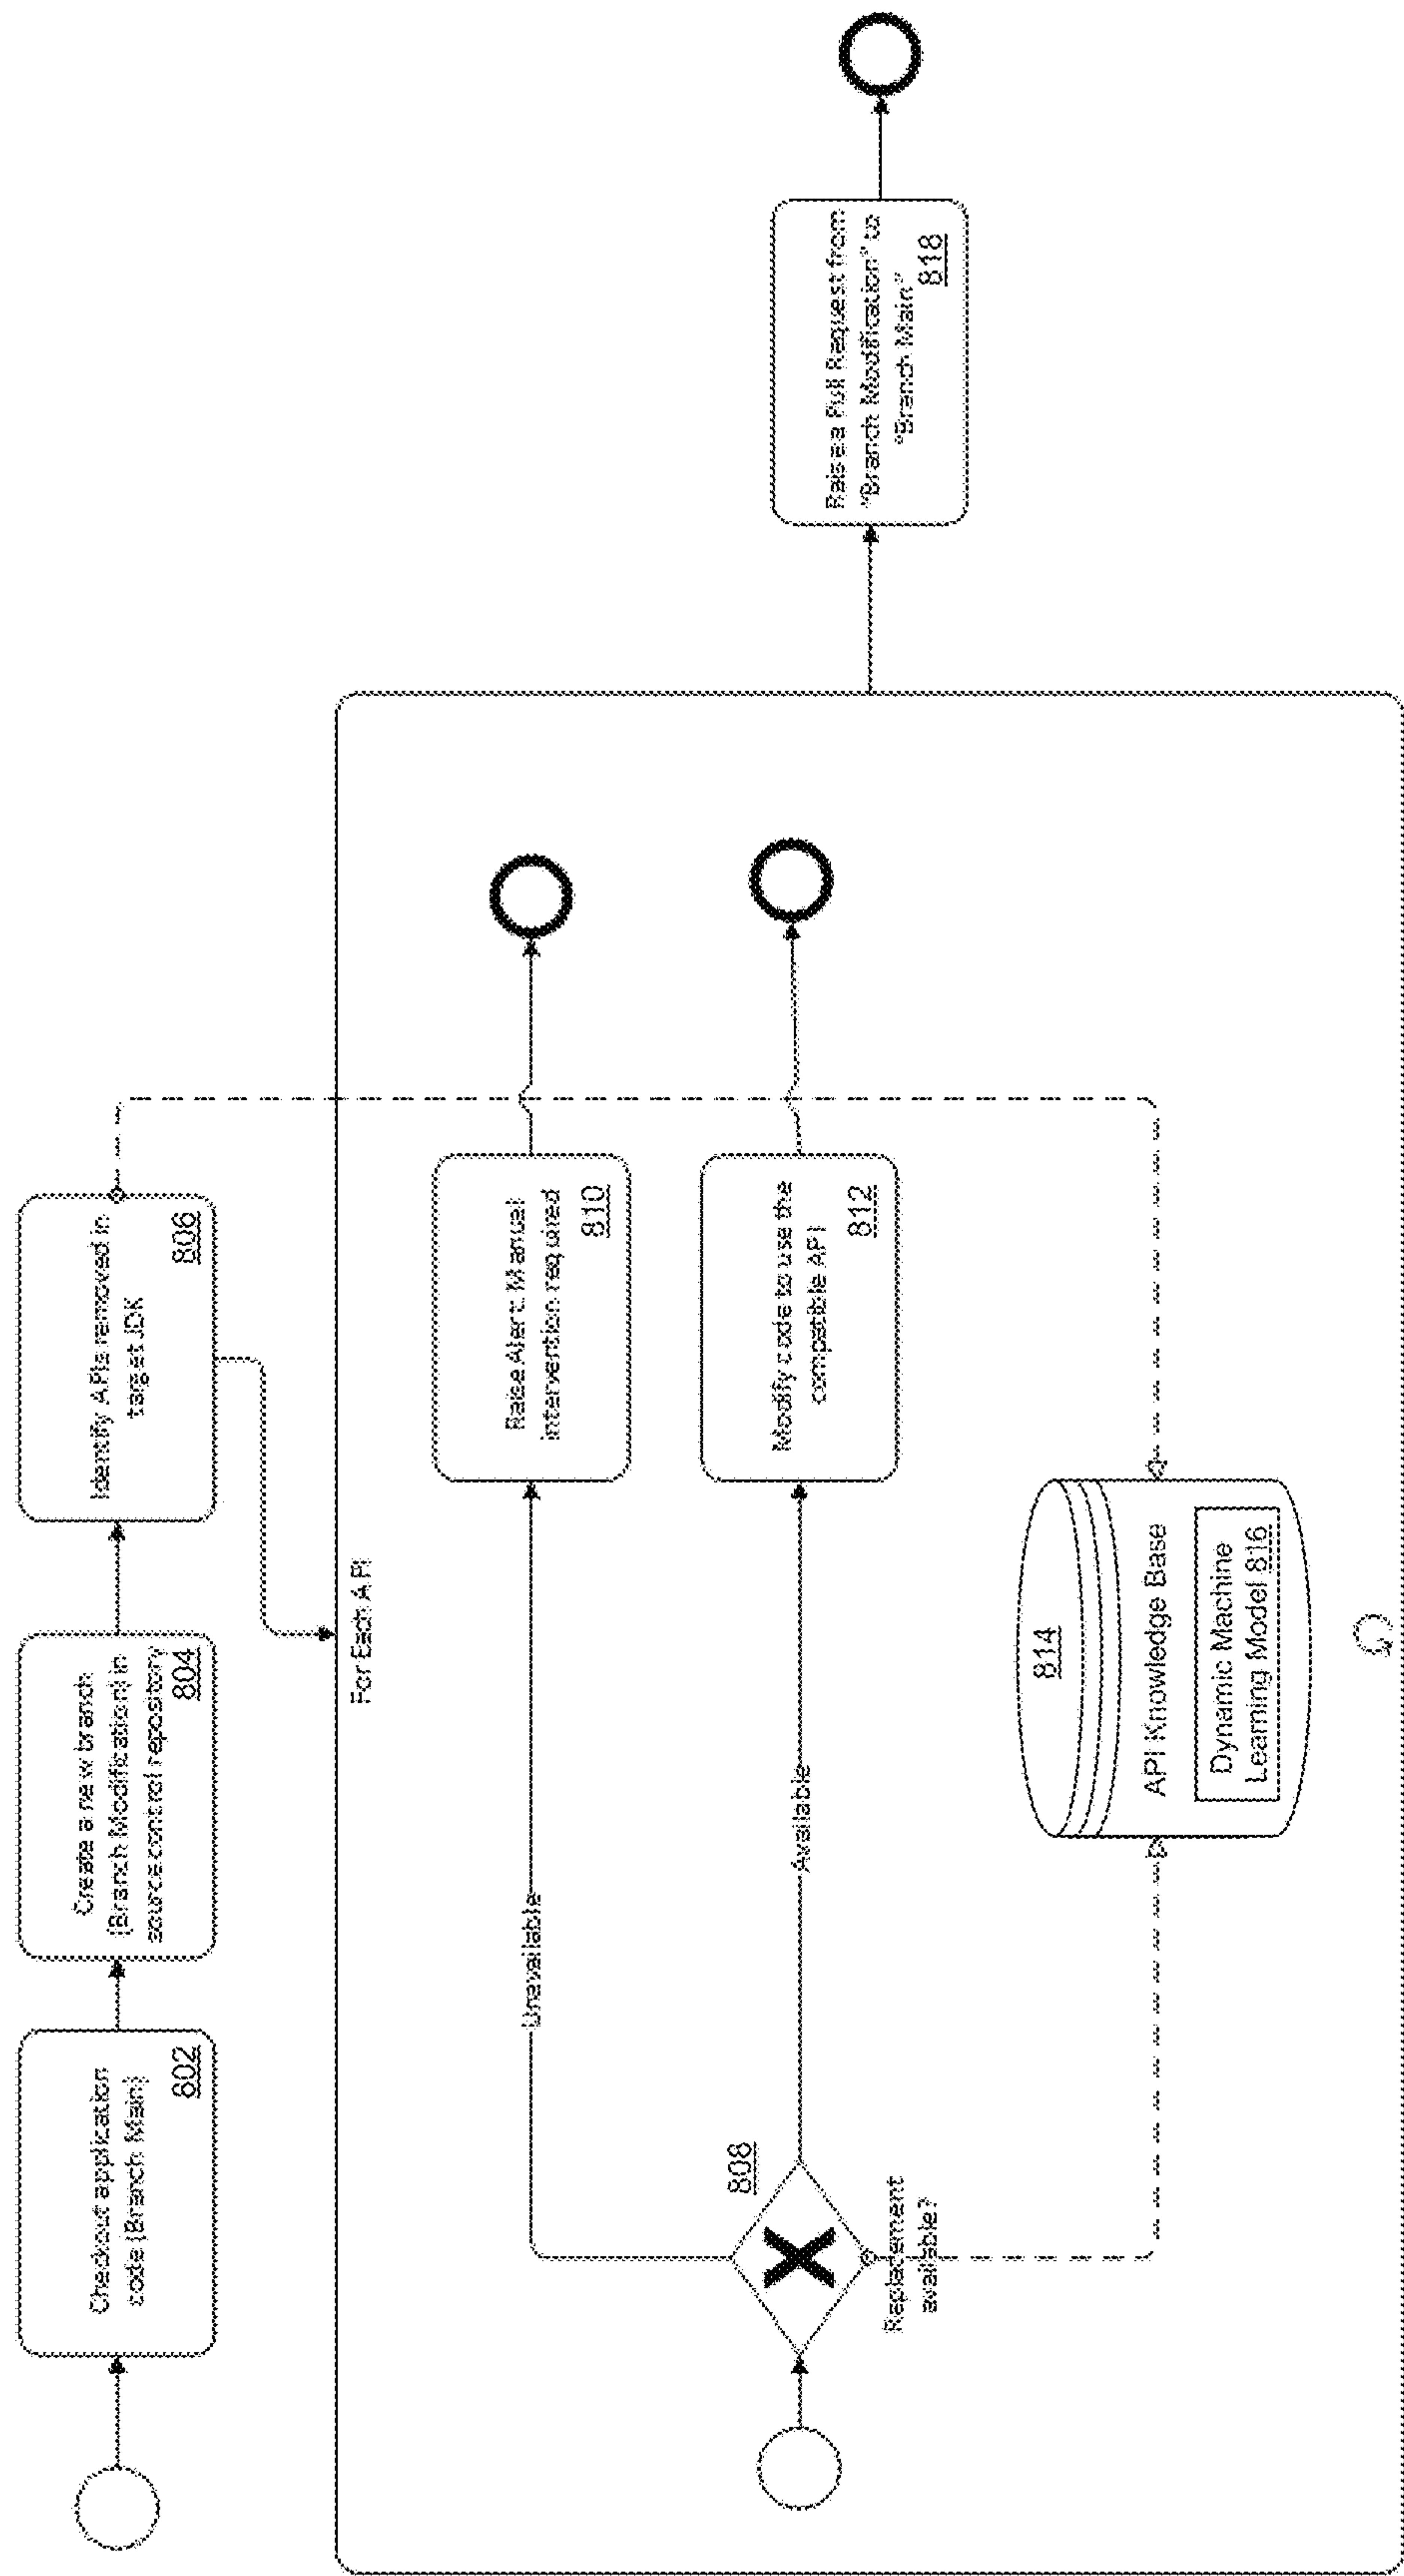 Checkout application
code (Branch Main)
802
Create a new branch
(Branch Modification) in
source control repository
804
Identify APIs removed in
target JDK
806
For Each API
Unavailable
Raise Alert: Manual
intervention required
810
808
Replacement
available?
Available
Modify code to use the
compatible API
812
814
API Knowledge Base
Dynamic Machine
Learning Model 816
Raise a Pull Request from
"Branch Modification" to
"Branch Main"
818